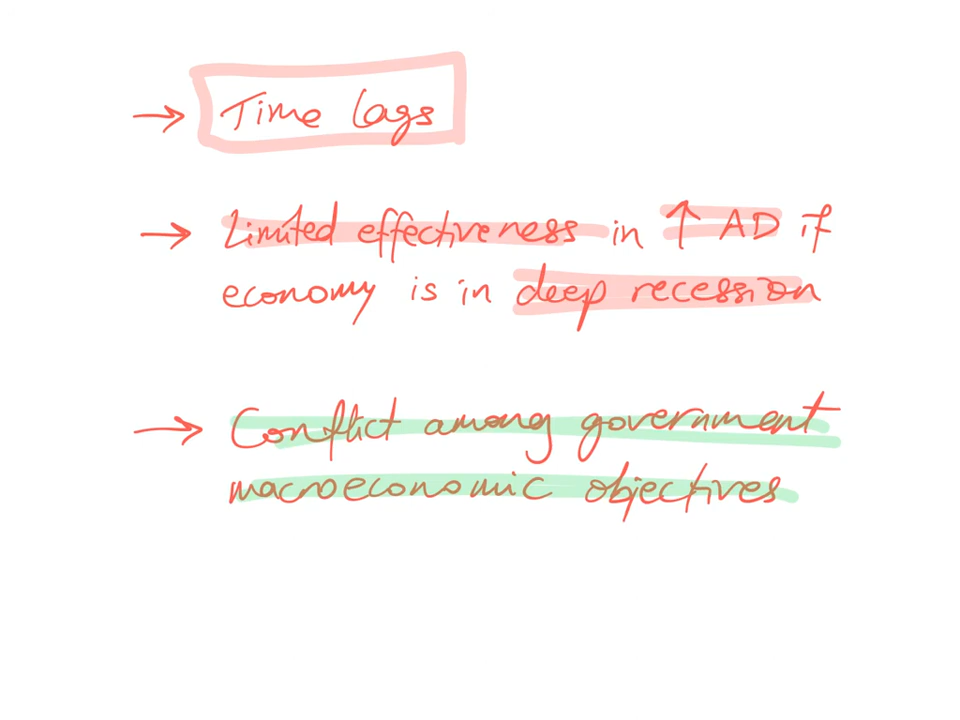 → Time lags
→ Limited effectiveness in ↑ AD if
economy is in deep recession
→ Conflict among government
macroeconomic objectives